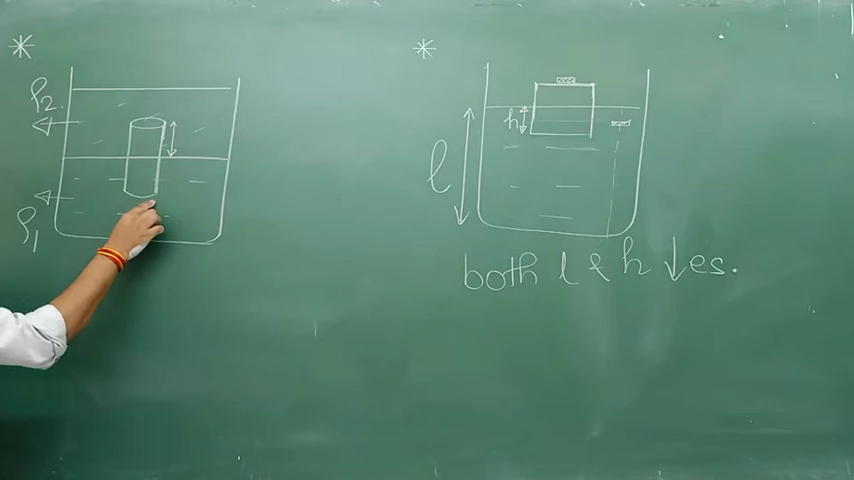 *
ρ2
ρ1
*
h
l
both l & h ↓es.